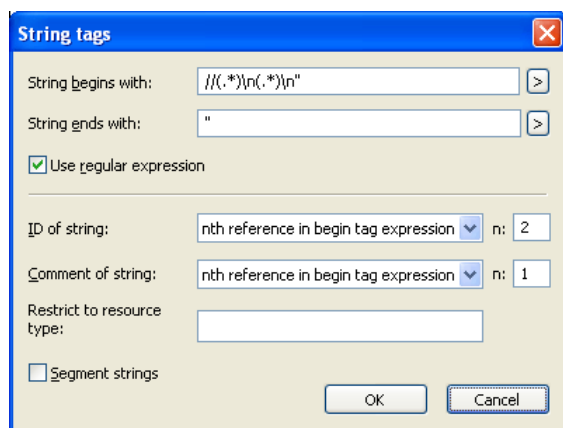 String tags
String begins with: //(.*)\n(.*)\n" >
String ends with: " >
Use regular expression
ID of string: nth reference in begin tag expression n: 2
Comment of string: nth reference in begin tag expression n: 1
Restrict to resource
type:
Segment strings
OK Cancel